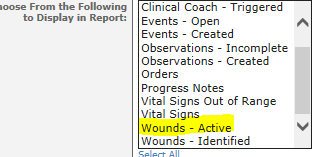 hoose From the Following
to Display in Report:
Clinical Coach - Triggered
Events - Open
Events - Created
Observations - Incomplete
Observations - Created
Orders
Progress Notes
Vital Signs Out of Range
Vital Signs
Wounds - Active
Wounds - Identified
Select All